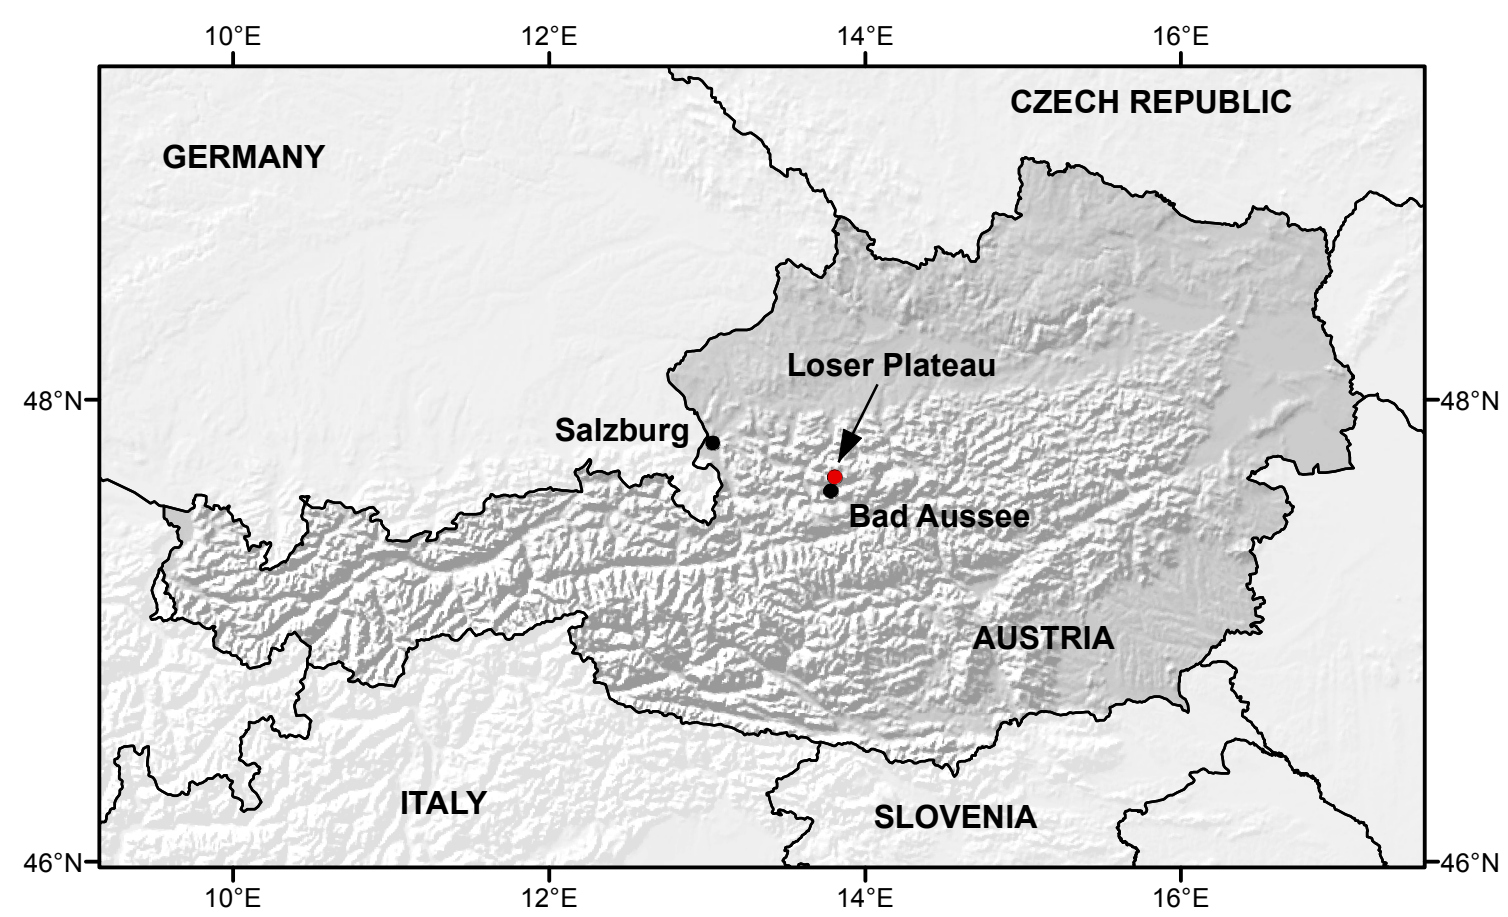 10°E
12°E
14°E
16°E
CZECH REPUBLIC
GERMANY
Loser Plateau
48°N
48°N
Salzburg
Bad Aussee
AUSTRIA
ITALY
SLOVENIA
46°N
46°N
10°E
12°E
14°E
16°E